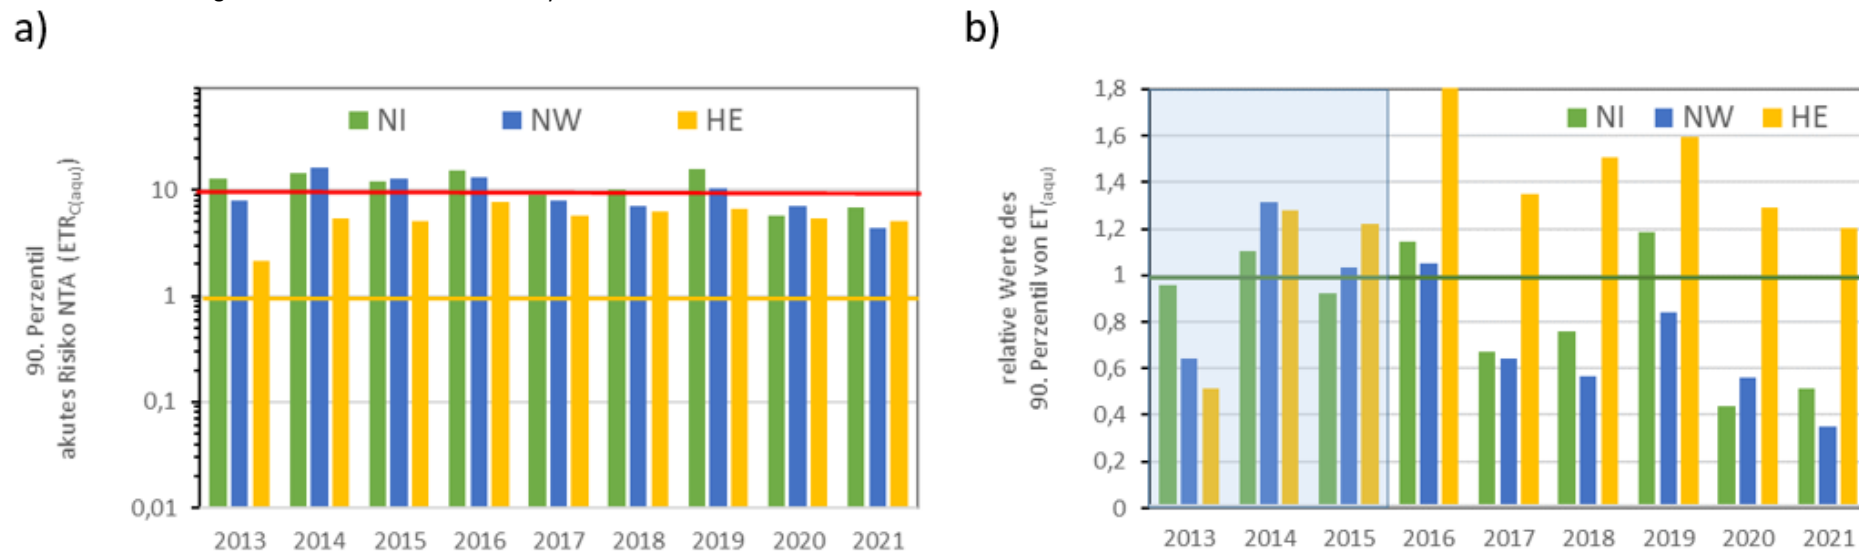 a)
90. Perzentil
akutes Risiko NTA (ETRC(aqu))
NI NW HE
10
1
0,1
0,01
2013 2014 2015 2016 2017 2018 2019 2020 2021
b)
relative Werte des
90. Perzentil von ET(aqu)
NI NW HE
1,8
1,6
1,4
1,2
1
0,8
0,6
0,4
0,2
0
2013 2014 2015 2016 2017 2018 2019 2020 2021